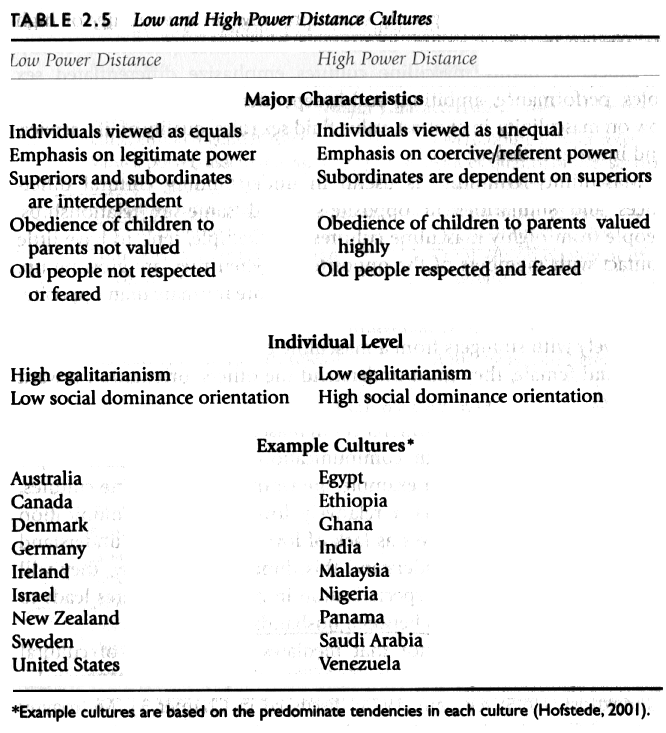 TABLE 2.5 Low and High Power Distance Cultures
Low Power Distance High Power Distance
Major Characteristics
Individuals viewed as equals Individuals viewed as unequal
Emphasis on legitimate power Emphasis on coercive/referent power
Superiors and subordinates Subordinates are dependent on superiors
are interdependent
Obedience of children to Obedience of children to parents valued
parents not valued highly
Old people not respected Old people respected and feared
or feared
Individual Level
High egalitarianism Low egalitarianism
Low social dominance orientation High social dominance orientation
Example Cultures*
Australia Egypt
Canada Ethiopia
Denmark Ghana
Germany India
Ireland Malaysia
Israel Nigeria
New Zealand Panama
Sweden Saudi Arabia
United States Venezuela
*Example cultures are based on the predominate tendencies in each culture (Hofstede, 2001).